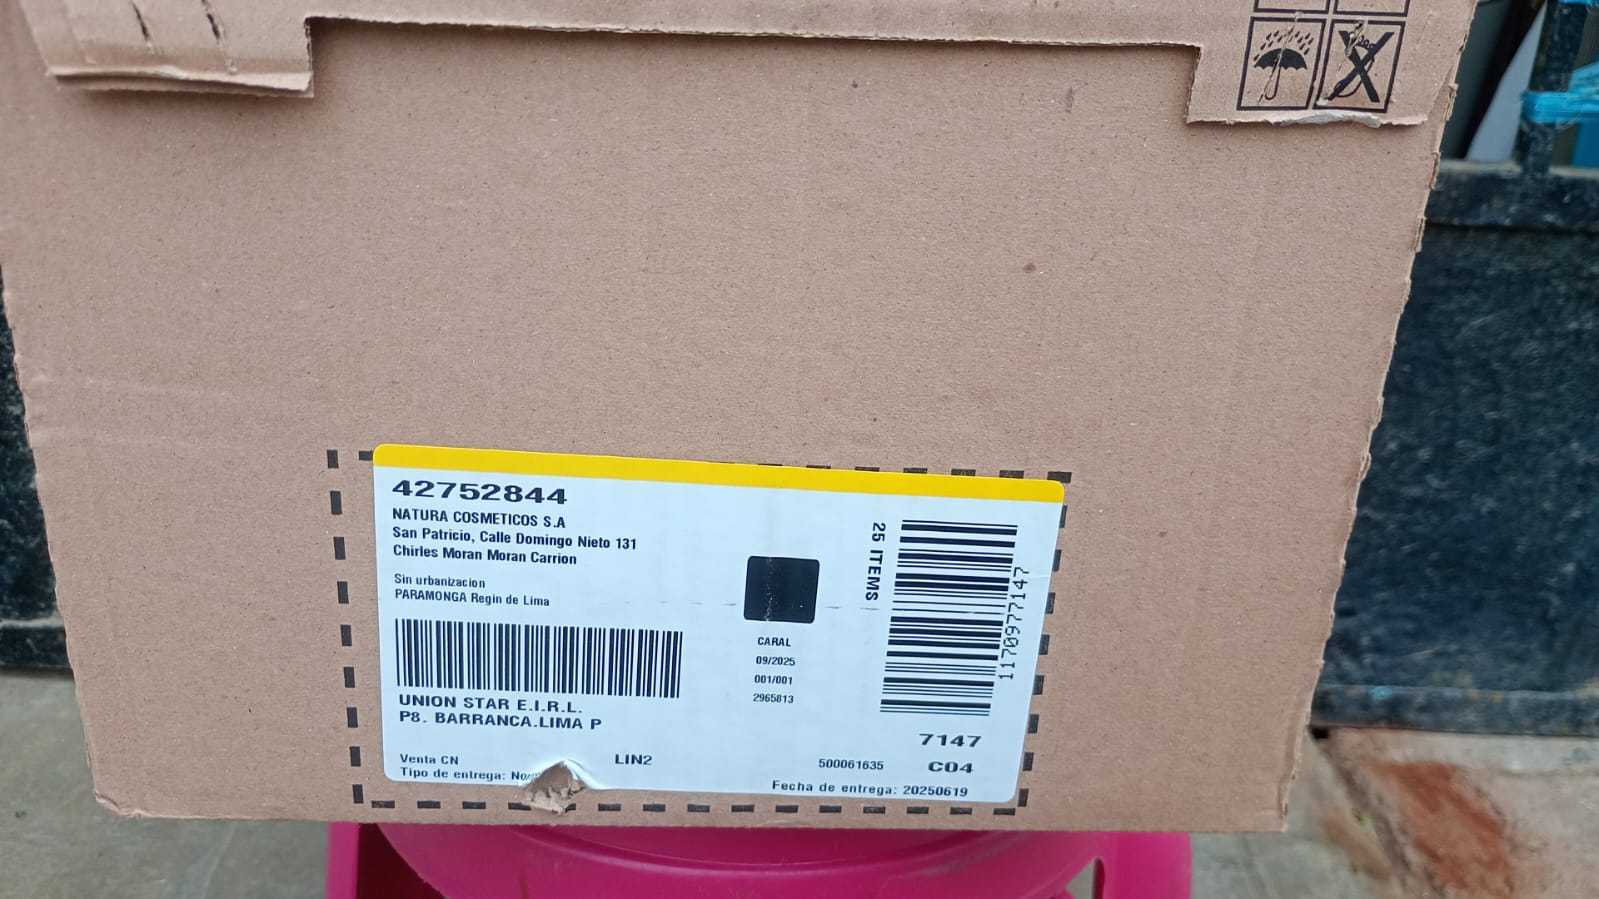 42752844
NATURA COSMETICOS S.A
San Patricio, Calle Domingo Nieto 131
Chirles Moran Moran Carrion
Sin urbanizacion
PARAMONGA Regin de Lima
UNION STAR E.I.R.L.
P8. BARRANCA.LIMA P
Venta CN
LIN2
Tipo de entrega:
CARAL
09/2025
001/001
2965813
25 ITEMS
1170977147
7147
500061635
C04
Fecha de entrega: 20250619